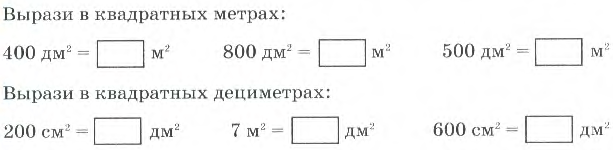 Вырази в квадратных метрах:
400 дм² = м² 800 дм² = м² 500 дм² = м²
Вырази в квадратных дециметрах:
200 см² = дм² 7 м² = дм² 600 см² = дм²